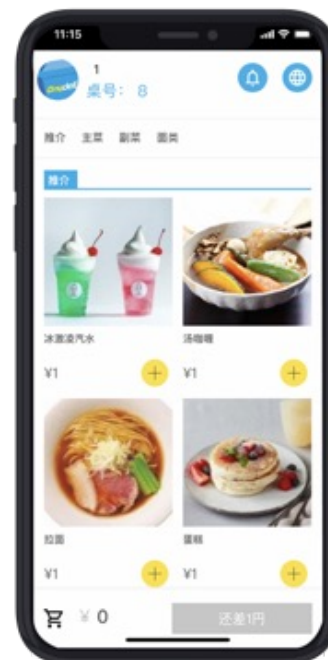 11:15
Onedot
1
桌号： 8
推介 主菜 副菜 面类
推介
冰激凌汽水
汤咖喱
¥1
¥1
拉面
蛋糕
¥1
¥1
¥ 0
还差1円